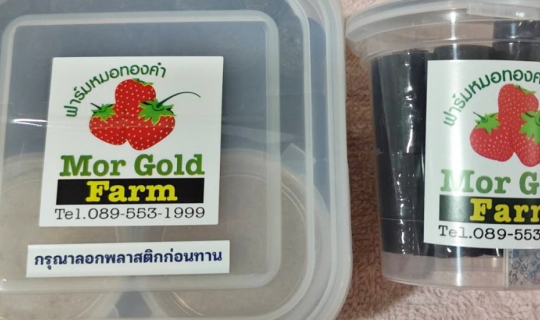 ฟาร์มหมอทองคำ
Mor Gold
Farm
Tel.089-553-1999
กรุณาลอกพลาสติกก่อนทาน
ฟาร์มหมอทองคำ
Mor G
Farm
Tel.089-553